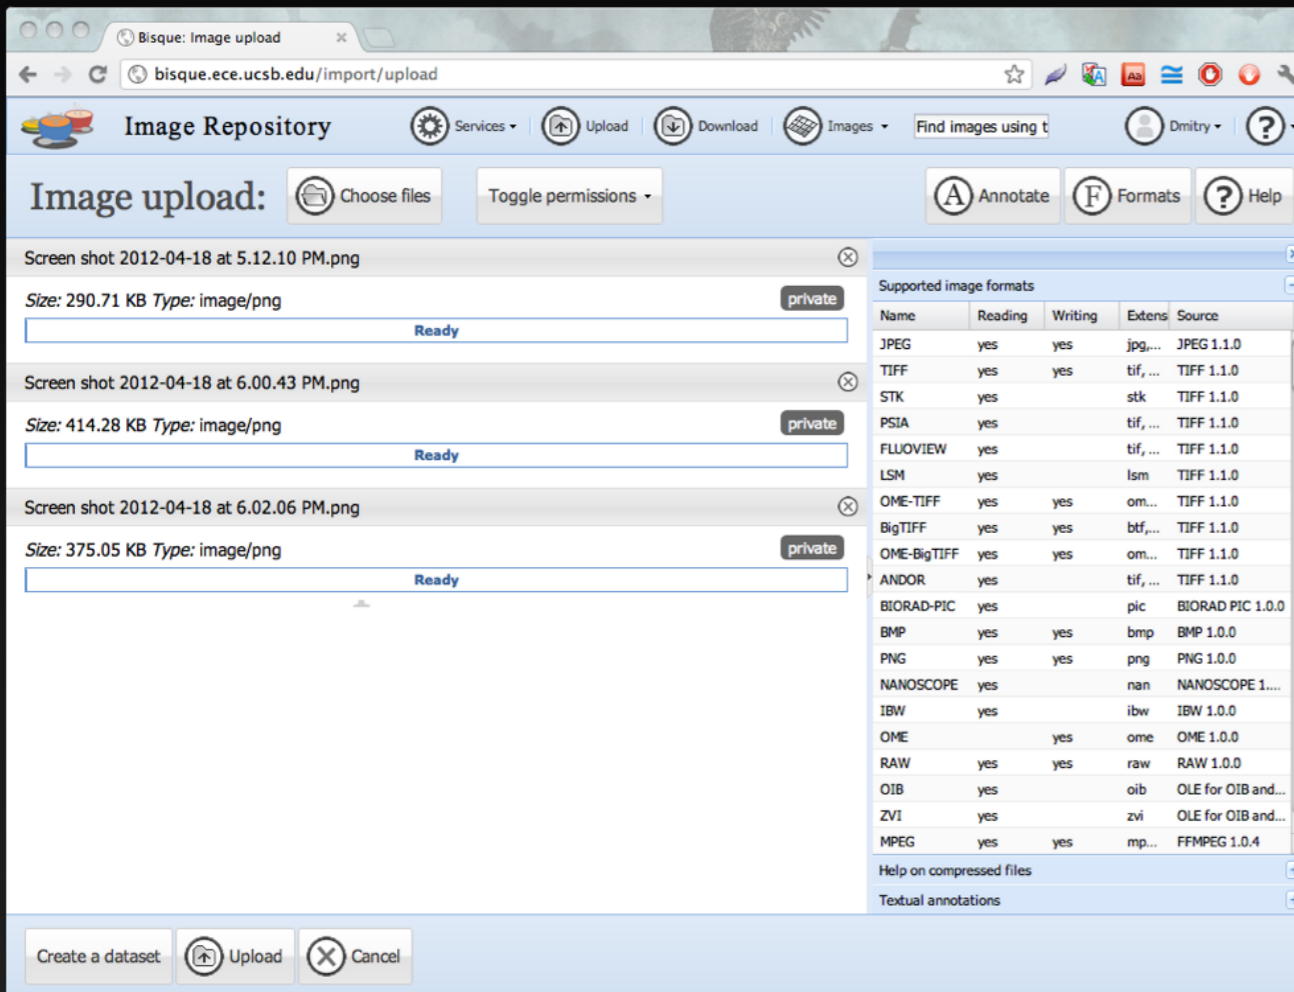 Bisque: Image upload
bisque.ece.ucsb.edu/import/upload
Aa
Image Repository
Services
Upload
Download
Images
Find images using t
Dmitry
?
Image upload:
Choose files
Toggle permissions
A Annotate
F Formats
? Help
Screen shot 2012-04-18 at 5.12.10 PM.png
Size: 290.71 KB Type: image/png
private
Ready
Screen shot 2012-04-18 at 6.00.43 PM.png
Size: 414.28 KB Type: image/png
private
Ready
Screen shot 2012-04-18 at 6.02.06 PM.png
Size: 375.05 KB Type: image/png
private
Ready
Supported image formats
Name Reading Writing Extens Source
JPEG yes yes jpg,... JPEG 1.1.0
TIFF yes yes tif, ... TIFF 1.1.0
STK yes stk TIFF 1.1.0
PSIA yes tif, ... TIFF 1.1.0
FLUOVIEW yes tif, ... TIFF 1.1.0
LSM yes lsm TIFF 1.1.0
OME-TIFF yes yes om... TIFF 1.1.0
BigTIFF yes yes btf,... TIFF 1.1.0
OME-BigTIFF yes yes om... TIFF 1.1.0
ANDOR yes tif, ... TIFF 1.1.0
BIORAD-PIC yes pic BIORAD PIC 1.0.0
BMP yes yes bmp BMP 1.0.0
PNG yes yes png PNG 1.0.0
NANOSCOPE yes nan NANOSCOPE 1....
IBW yes ibw IBW 1.0.0
OME yes ome OME 1.0.0
RAW yes yes raw RAW 1.0.0
OIB yes oib OLE for OIB and...
ZVI yes zvi OLE for OIB and...
MPEG yes yes mp... FFMPEG 1.0.4
Help on compressed files
Textual annotations
Create a dataset
Upload
Cancel